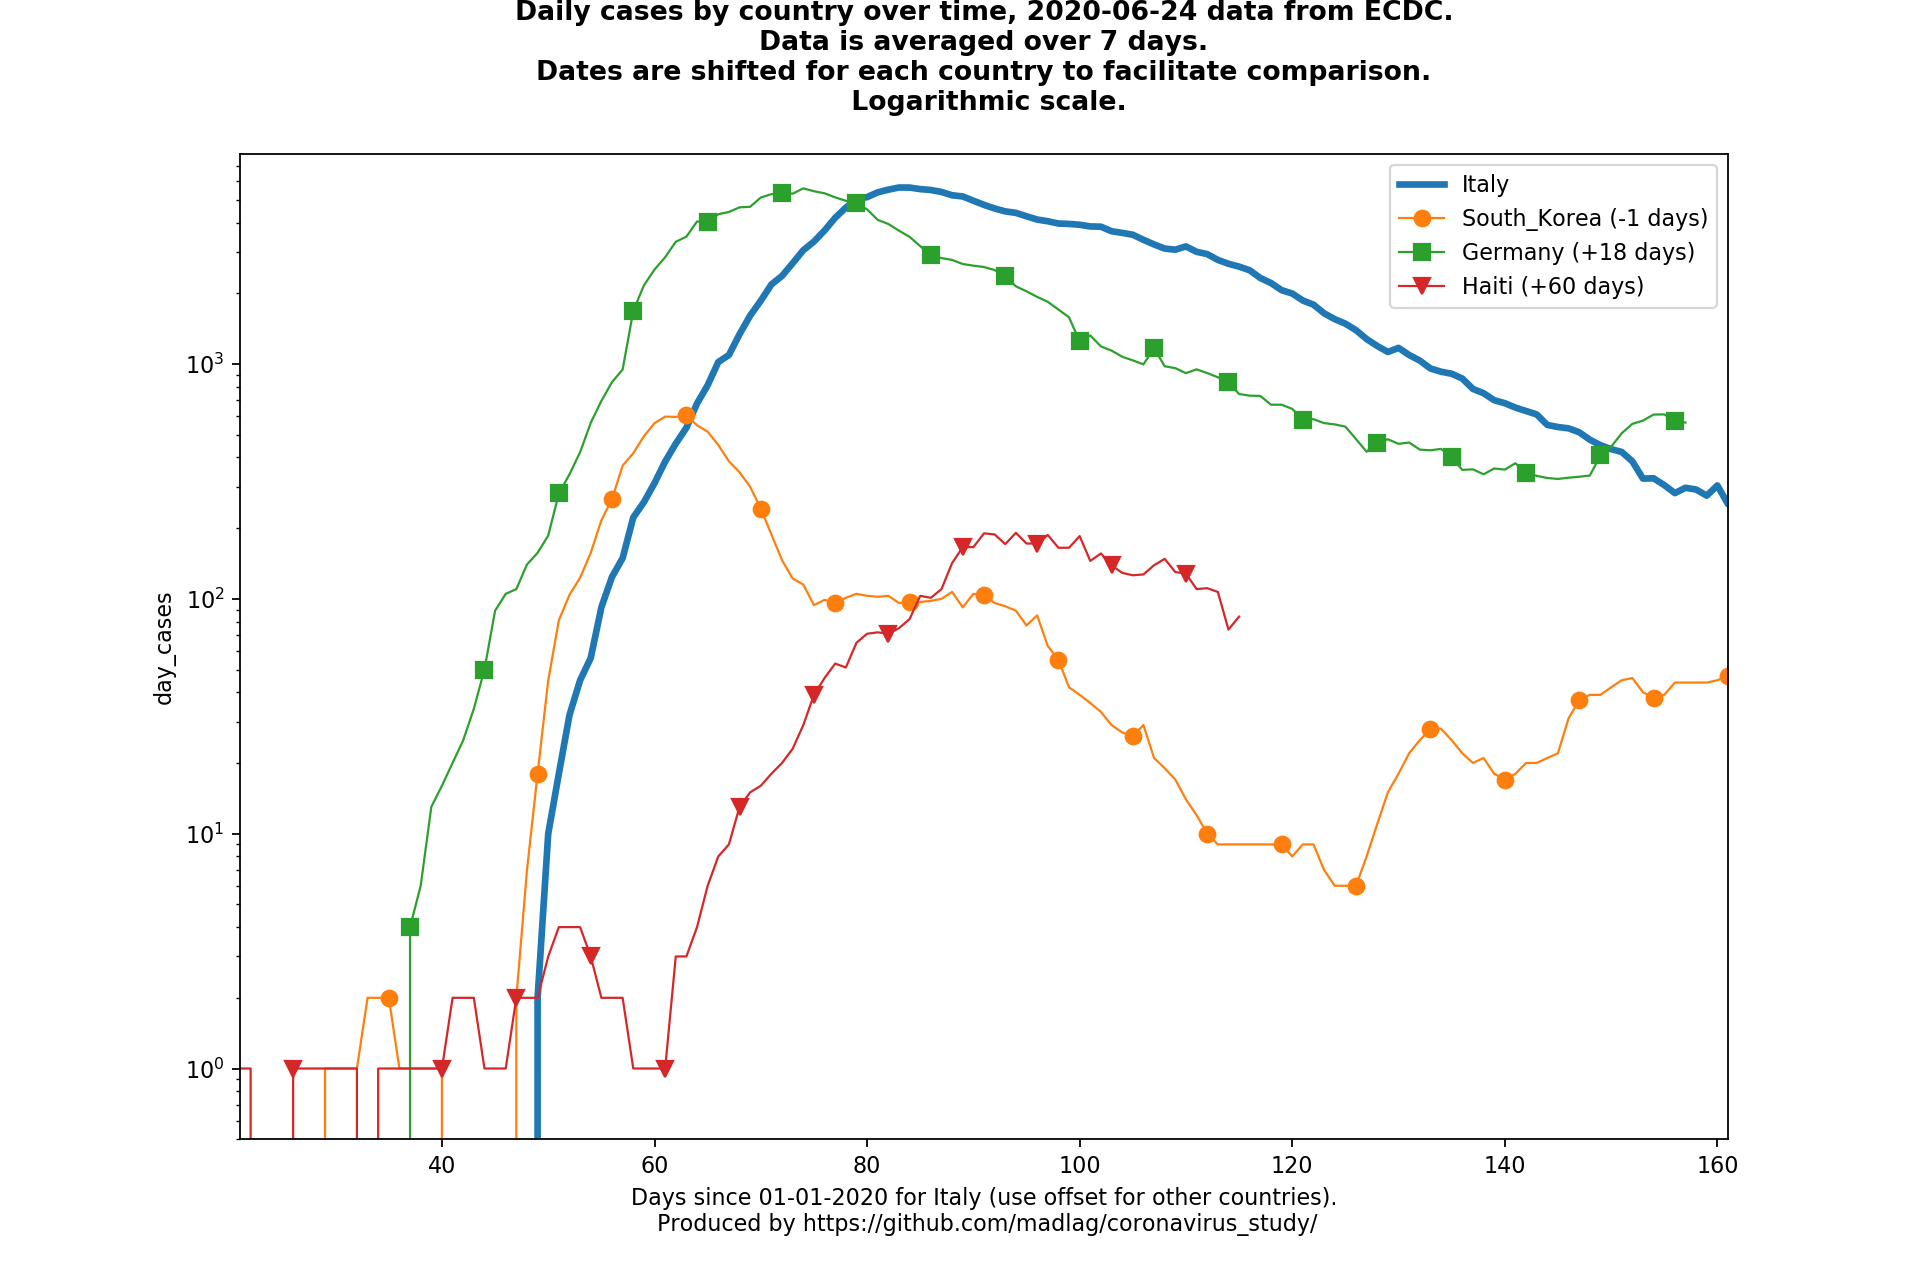 Daily cases by country over time, 2020-06-24 data from ECDC.
Data is averaged over 7 days.
Dates are shifted for each country to facilitate comparison.
Logarithmic scale.
Italy
South_Korea (-1 days)
Germany (+18 days)
Haiti (+60 days)
day_cases
10³
10²
10¹
10⁰
40 60 80 100 120 140 160
Days since 01-01-2020 for Italy (use offset for other countries).
Produced by https://github.com/madlag/coronavirus_study/